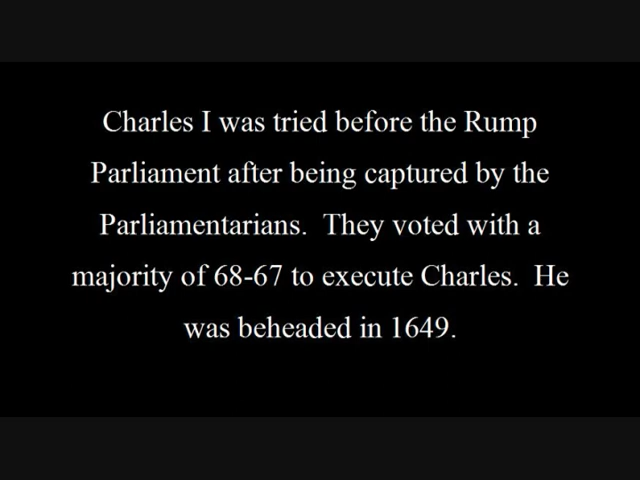 Charles I was tried before the Rump
Parliament after being captured by the
Parliamentarians.  They voted with a
majority of 68-67 to execute Charles.  He
was beheaded in 1649.